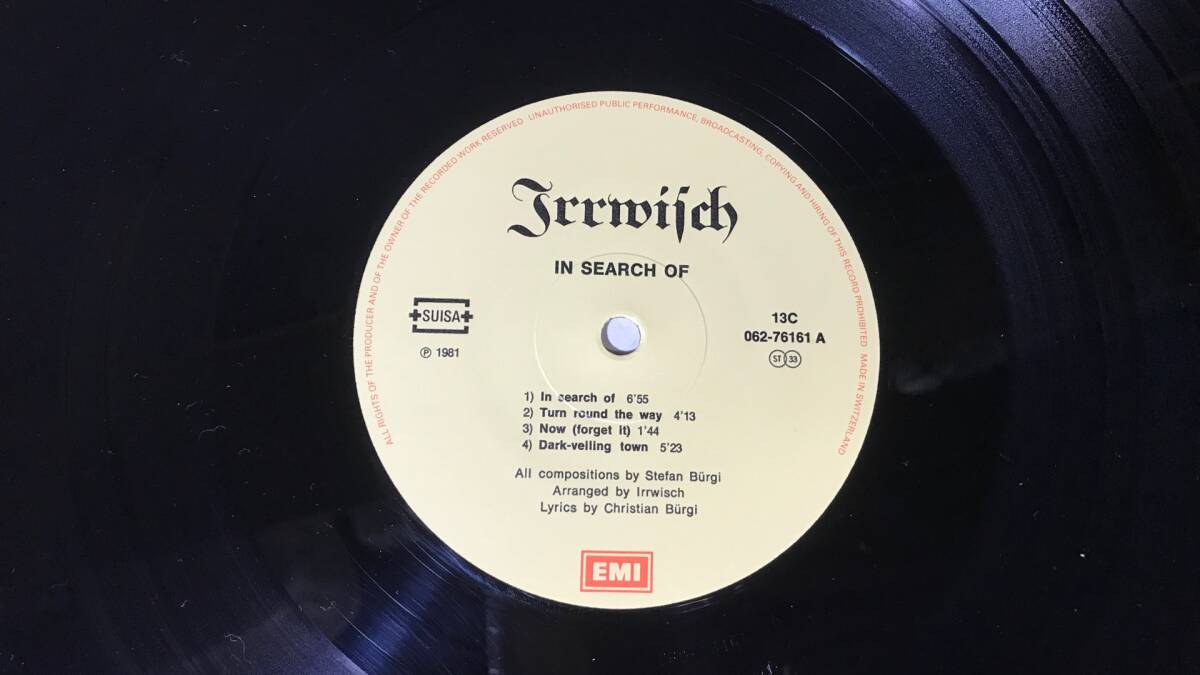 ALL RIGHTS OF THE PRODUCER AND OF THE OWNER OF THE RECORDED WORK RESERVED · UNAUTHORISED PUBLIC PERFORMANCE, BROADCASTING, COPYING AND HIRING OF THIS RECORD PROHIBITED MADE IN SWITZERLAND
Irrwiſch
IN SEARCH OF
SUISA
℗ 1981
13C
062-76161 A
ST 33
1) In search of 6'55
2) Turn round the way 4'13
3) Now (forget it) 1'44
4) Dark-veiling town 5'23
All compositions by Stefan Bürgi
Arranged by Irrwisch
Lyrics by Christian Bürgi
EMI